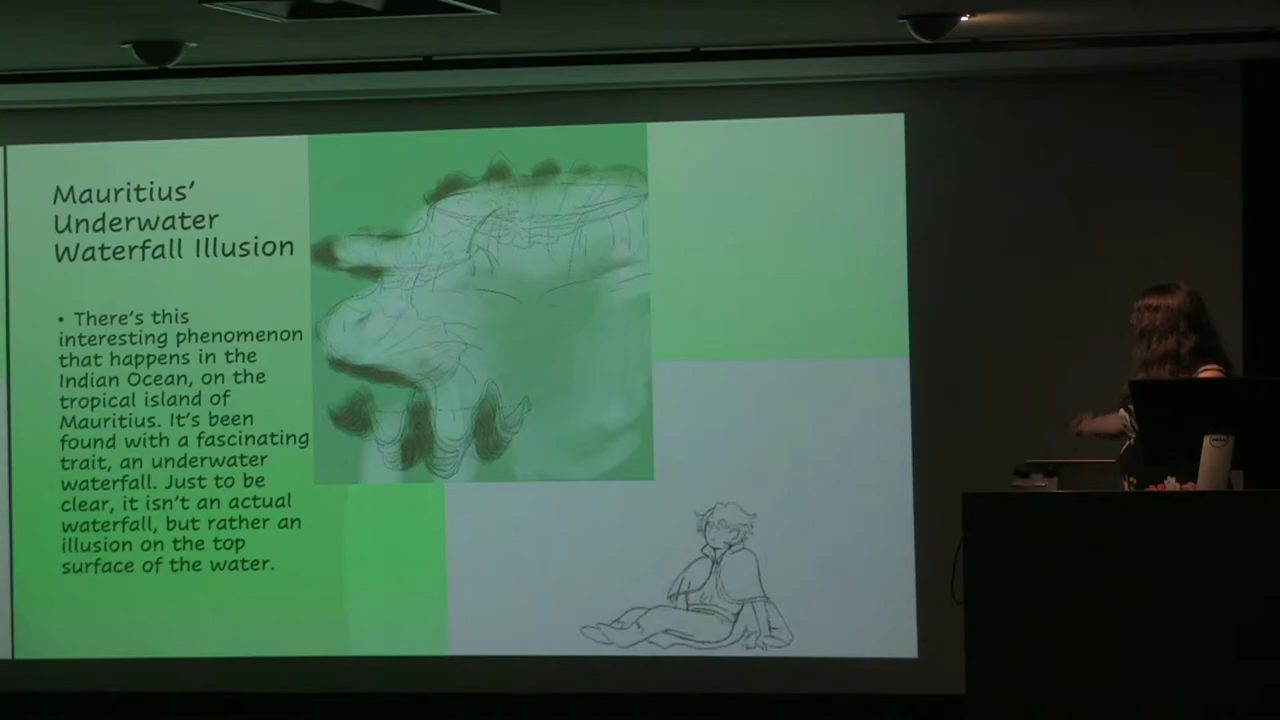 Mauritius'
Underwater
Waterfall Illusion
• There's this
interesting phenomenon
that happens in the
Indian Ocean, on the
tropical island of
Mauritius. It's been
found with a fascinating
trait, an underwater
waterfall. Just to be
clear, it isn't an actual
waterfall, but rather an
illusion on the top
surface of the water.
DELL